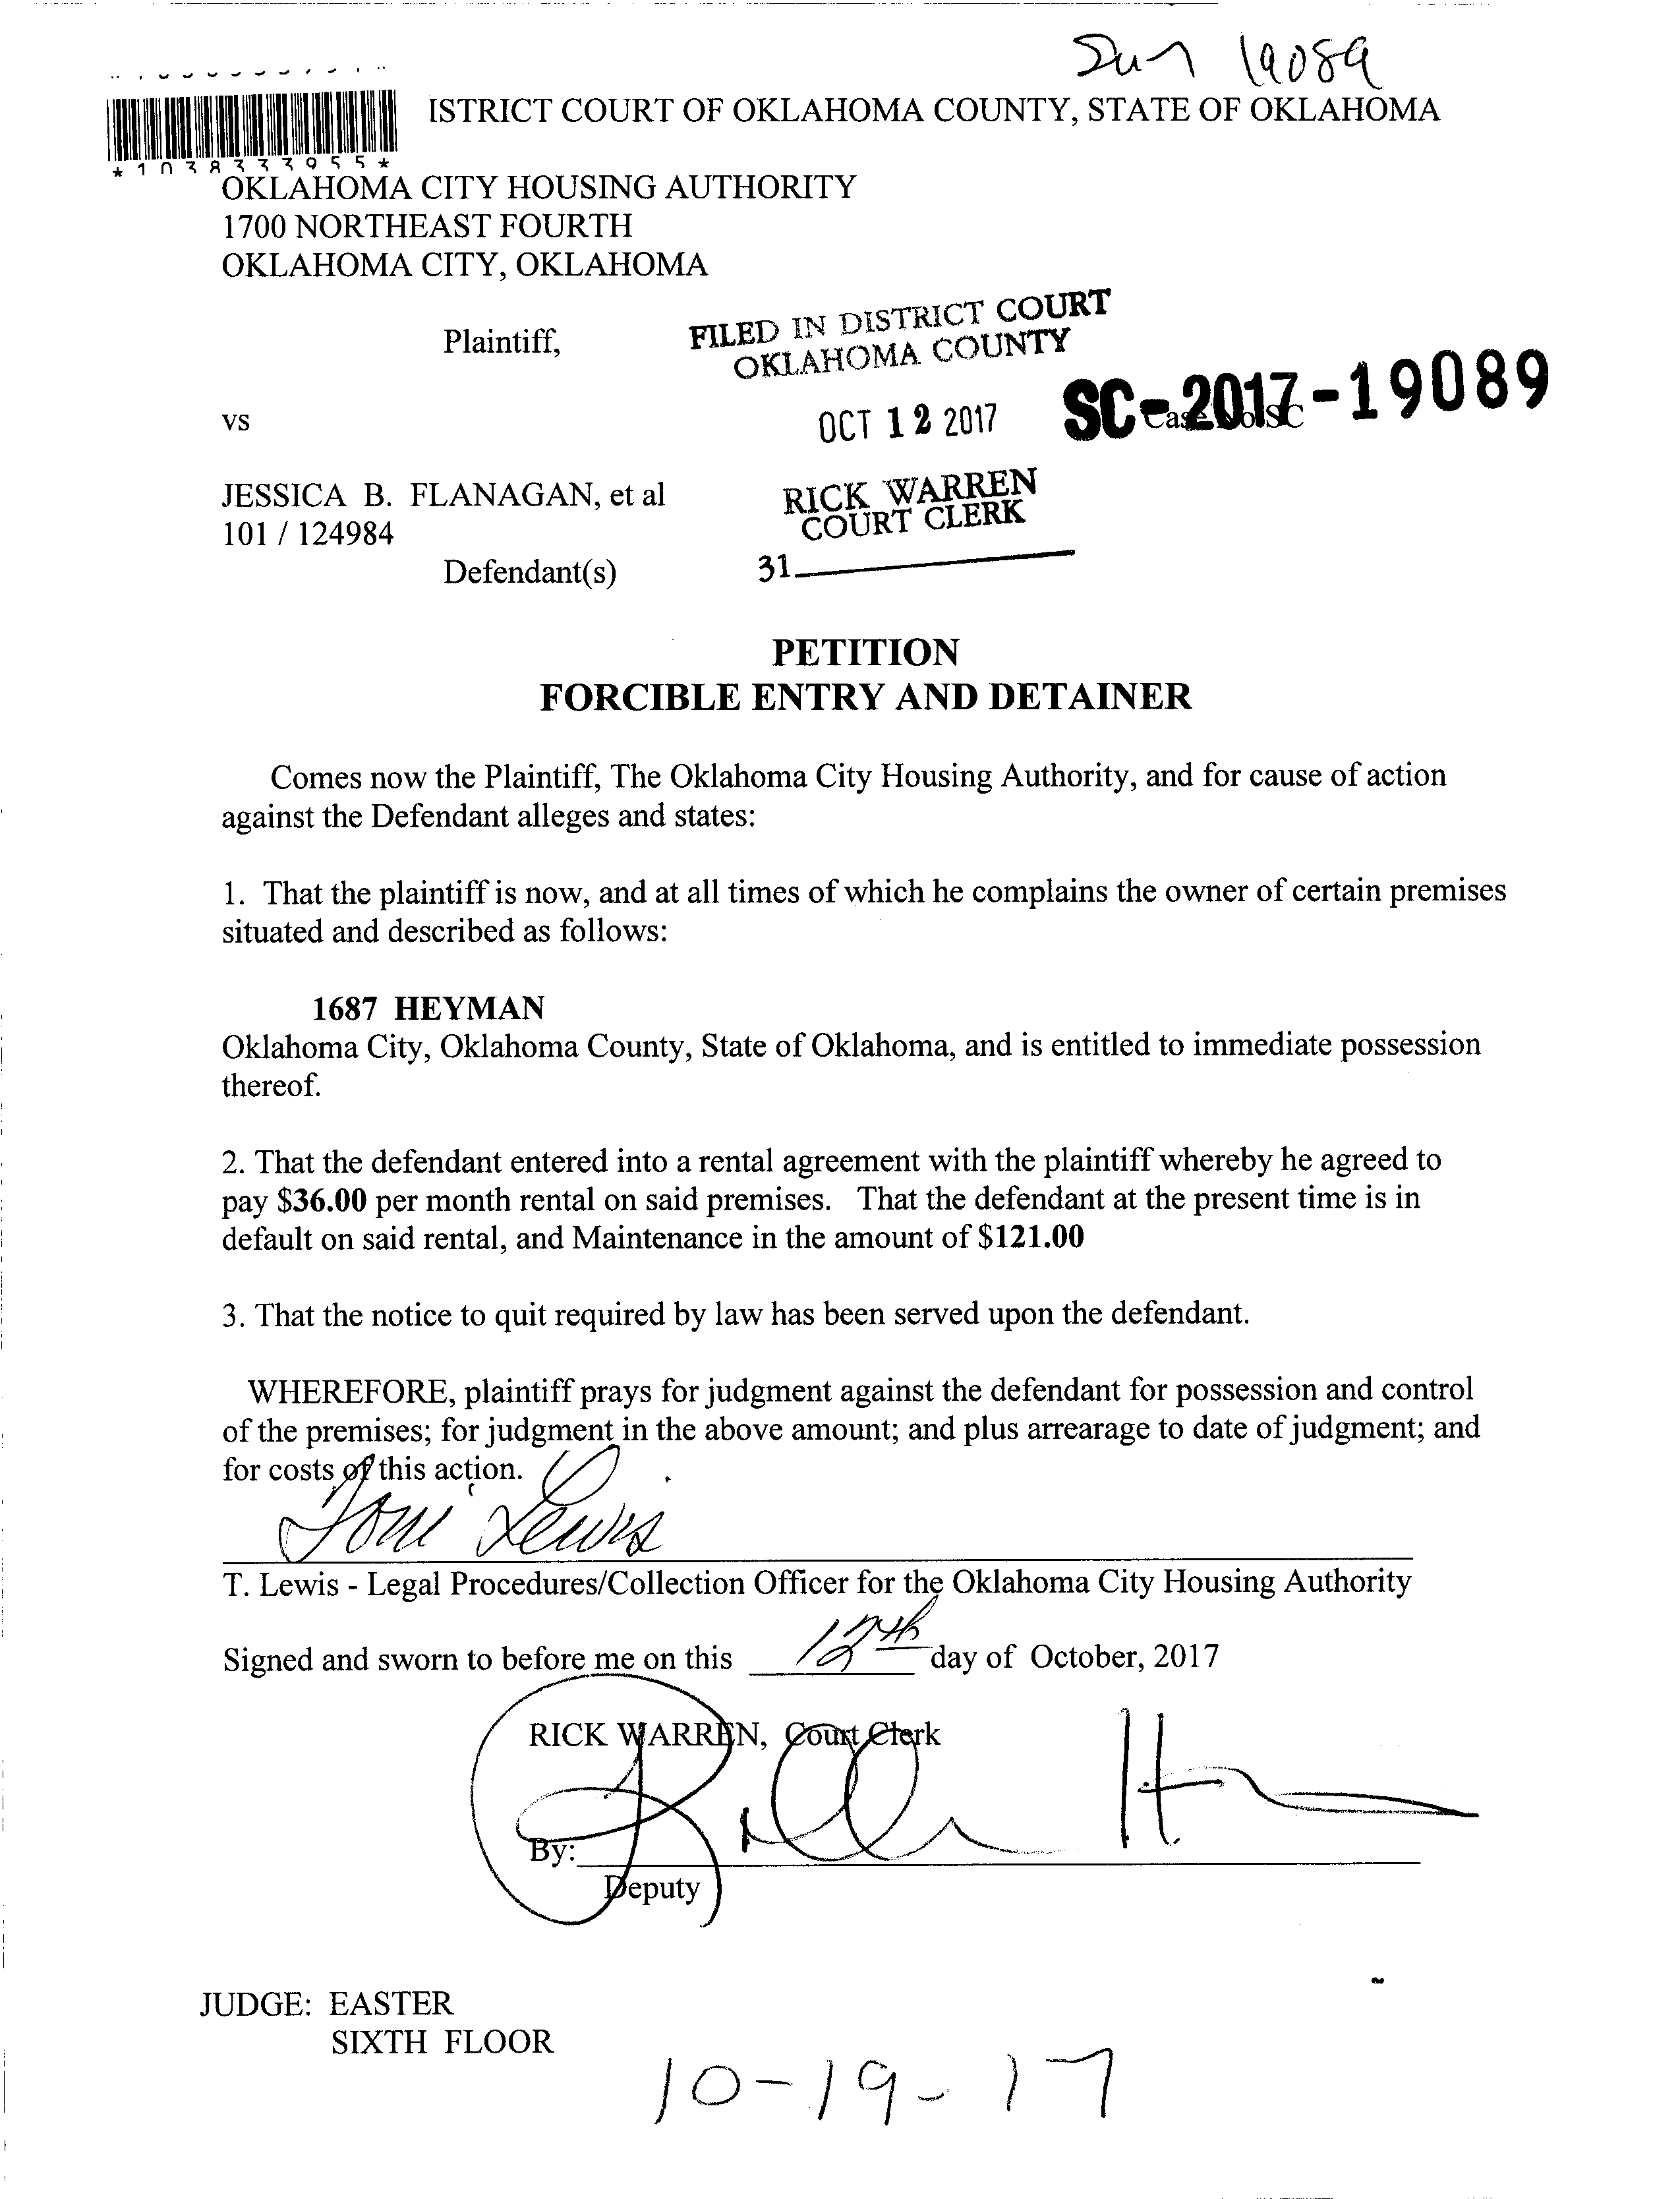 19089
ISTRICT COURT OF OKLAHOMA COUNTY, STATE OF OKLAHOMA
*1038333955*
OKLAHOMA CITY HOUSING AUTHORITY
1700 NORTHEAST FOURTH
OKLAHOMA CITY, OKLAHOMA
Plaintiff,
FILED IN DISTRICT COURT
OKLAHOMA COUNTY
vs
OCT 12 2017
SC-2017-19089
Case No. SC
JESSICA B. FLANAGAN, et al
101 / 124984
Defendant(s)
RICK WARREN
COURT CLERK
31
PETITION
FORCIBLE ENTRY AND DETAINER
Comes now the Plaintiff, The Oklahoma City Housing Authority, and for cause of action
against the Defendant alleges and states:
1. That the plaintiff is now, and at all times of which he complains the owner of certain premises
situated and described as follows:
1687 HEYMAN
Oklahoma City, Oklahoma County, State of Oklahoma, and is entitled to immediate possession
thereof.
2. That the defendant entered into a rental agreement with the plaintiff whereby he agreed to
pay $36.00 per month rental on said premises. That the defendant at the present time is in
default on said rental, and Maintenance in the amount of $121.00
3. That the notice to quit required by law has been served upon the defendant.
WHEREFORE, plaintiff prays for judgment against the defendant for possession and control
of the premises; for judgment in the above amount; and plus arrearage to date of judgment; and
for costs of this action.
Toni Lewis
T. Lewis - Legal Procedures/Collection Officer for the Oklahoma City Housing Authority
Signed and sworn to before me on this 12th day of October, 2017
RICK WARREN, Court Clerk
By:
Deputy
JUDGE: EASTER
SIXTH FLOOR
10-19-17